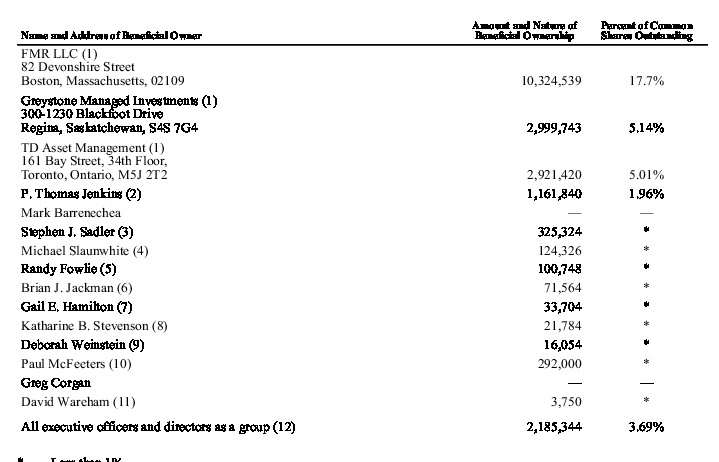 Name and Address of Beneficial Owner Amount and Nature of Beneficial Ownership Percent of Common Shares Outstanding
FMR LLC (1)
82 Devonshire Street
Boston, Massachusetts, 02109 10,324,539 17.7%
Greystone Managed Investments (1)
300-1230 Blackfoot Drive
Regina, Saskatchewan, S4S 7G4 2,999,743 5.14%
TD Asset Management (1)
161 Bay Street, 34th Floor,
Toronto, Ontario, M5J 2T2 2,921,420 5.01%
P. Thomas Jenkins (2) 1,161,840 1.96%
Mark Barrenechea — —
Stephen J. Sadler (3) 325,324 *
Michael Slaunwhite (4) 124,326 *
Randy Fowlie (5) 100,748 *
Brian J. Jackman (6) 71,564 *
Gail E. Hamilton (7) 33,704 *
Katharine B. Stevenson (8) 21,784 *
Deborah Weinstein (9) 16,054 *
Paul McFeeters (10) 292,000 *
Greg Corgan — —
David Wareham (11) 3,750 *
All executive officers and directors as a group (12) 2,185,344 3.69%
* Less than 1%